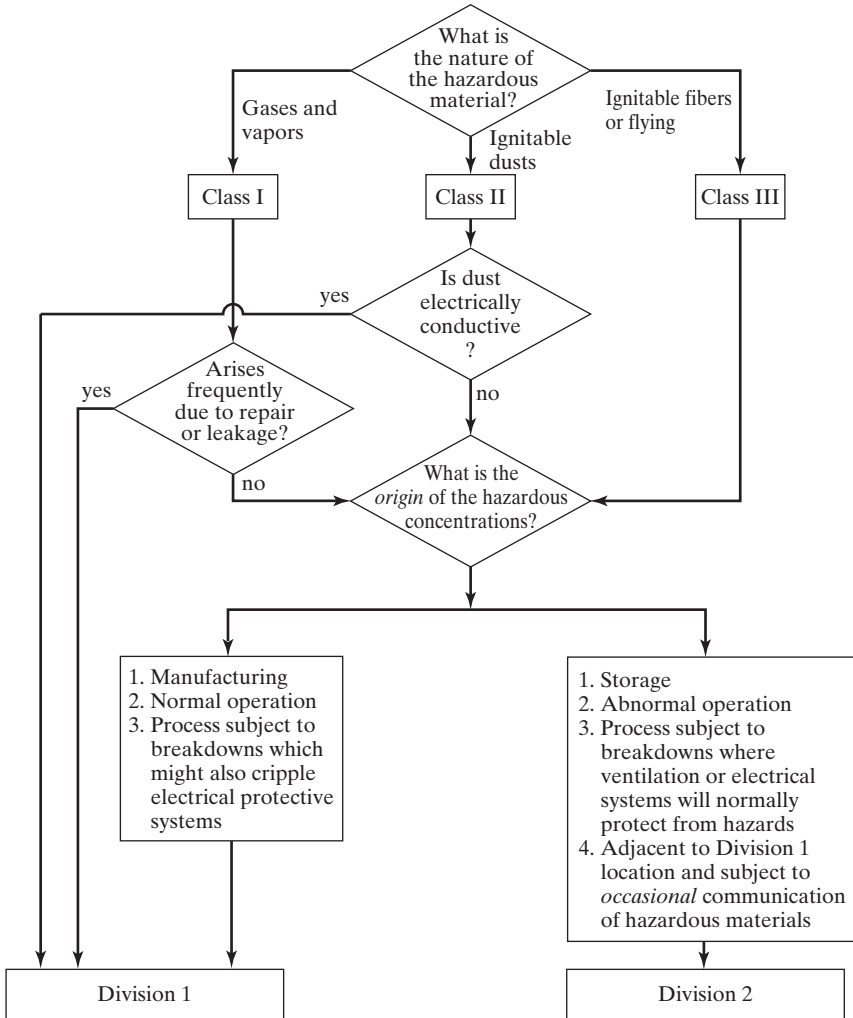 What is
the nature of
the hazardous
material?
Gases and
vapors
Ignitable
dusts
Ignitable fibers
or flying
Class I
Class II
Class III
Is dust
electrically
conductive
?
yes
no
Arises
frequently
due to repair
or leakage?
yes
no
What is the
origin of the hazardous
concentrations?
1. Manufacturing
2. Normal operation
3. Process subject to
breakdowns which
might also cripple
electrical protective
systems
1. Storage
2. Abnormal operation
3. Process subject to
breakdowns where
ventilation or electrical
systems will normally
protect from hazards
4. Adjacent to Division 1
location and subject to
occasional communication
of hazardous materials
Division 1
Division 2